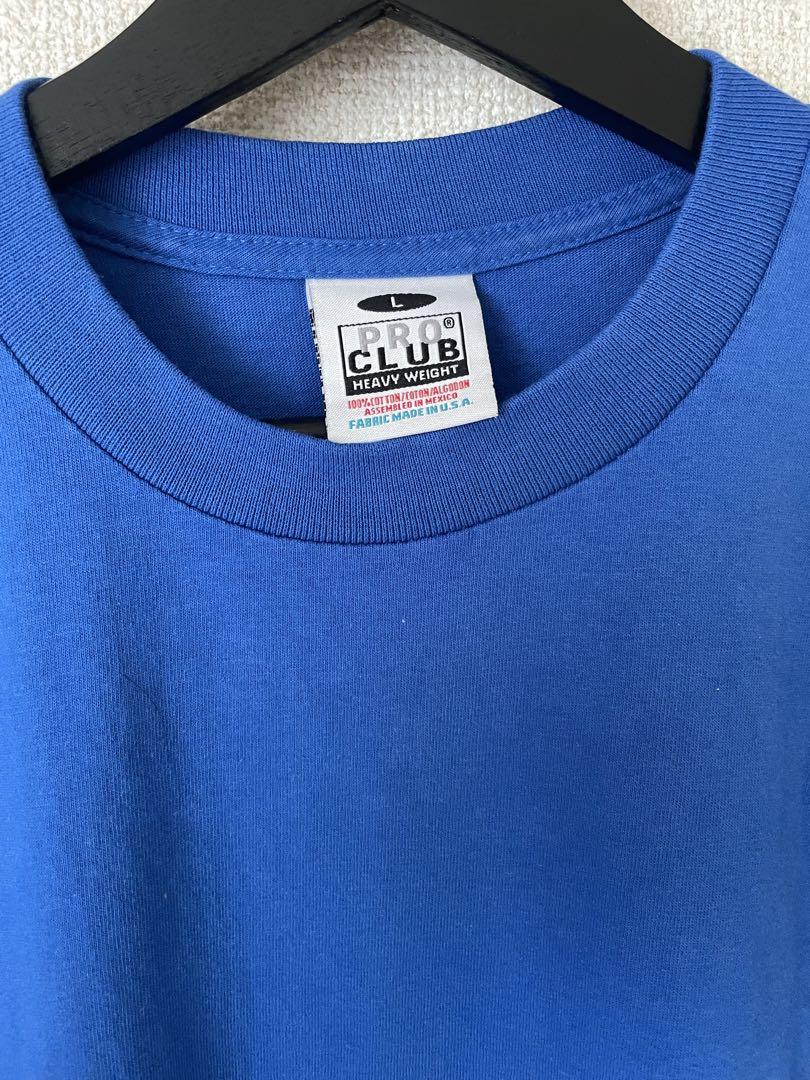 L
PRO®
CLUB
HEAVY WEIGHT
100% COTTON/COTON/ALGODON
ASSEMBLED IN MEXICO
FABRIC MADE IN U.S.A.